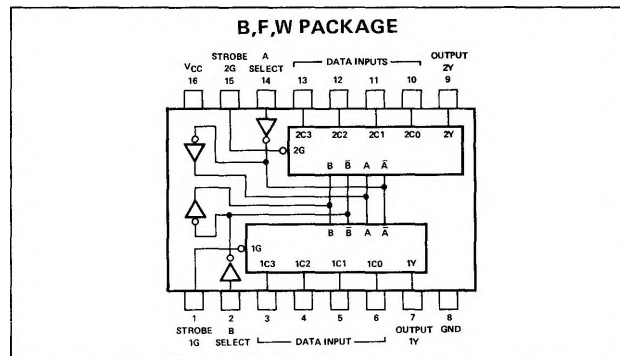 B,F,W PACKAGE
STROBE A OUTPUT
VCC 2G SELECT DATA INPUTS 2Y
16 15 14 13 12 11 10 9
2C3 2C2 2C1 2C0 2Y
2G
B B̅ A A̅
B B̅ A A̅
1G
1C3 1C2 1C1 1C0 1Y
1 2 3 4 5 6 7 8
STROBE B DATA INPUT OUTPUT GND
1G SELECT 1Y